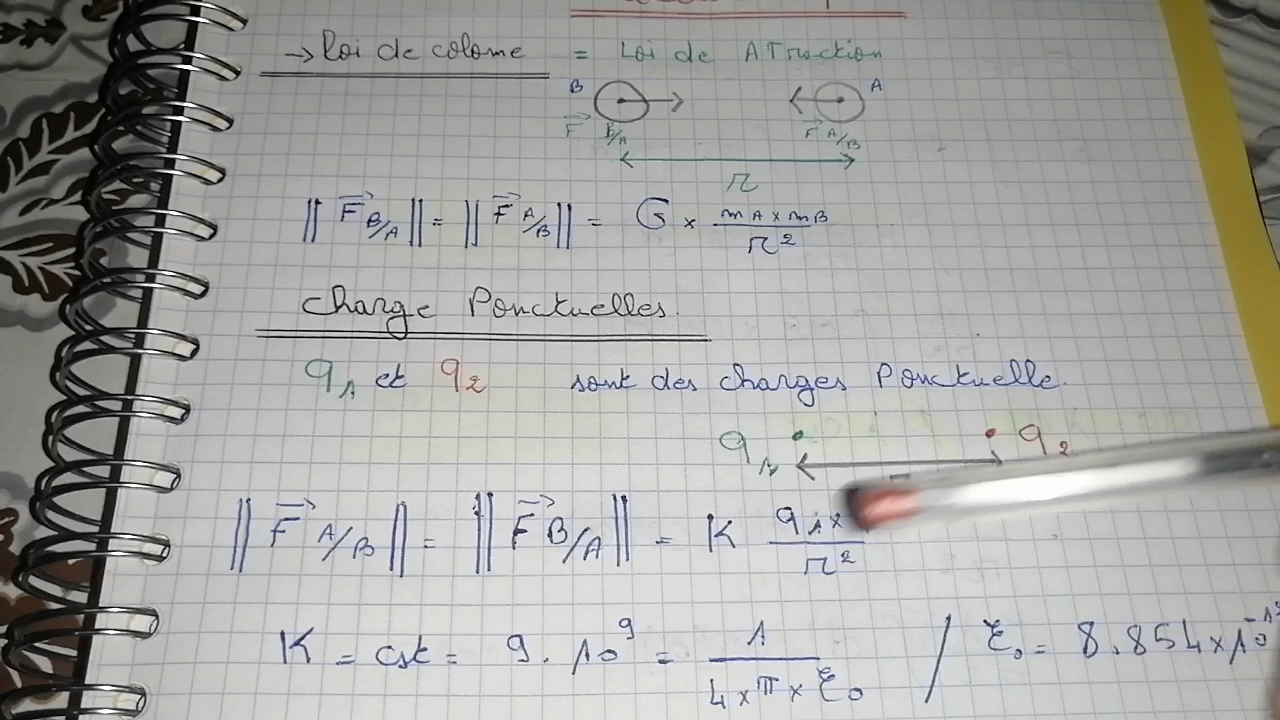 → Loi de colome = Loi de ATraction
B A
F B/A F A/B
r
||F B/A|| = ||F A/B|| = G × mA × mB / r²
Charge Ponctuelles.
q1 et q2 sont des charges Ponctuelle.
q1 q2
||F A/B|| = ||F B/A|| = K q1 × / r²
K = cst = 9.10⁹ = 1 / 4×π×ε0 / ε0 = 8.854×10